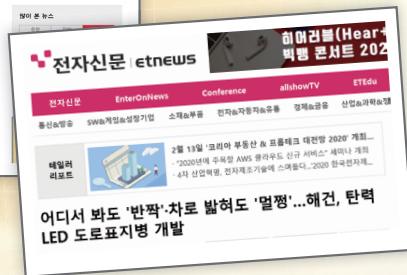 많이 본 뉴스
히어러블(Hear+
빅뱅 콘서트 202
전자신문 etnews
전자신문 EnterOnNews Conference allshowTV ETEdu
통신&방송 SW&게임&성장기업 소재&부품 전자&자동차&유통 경제&금융 산업&과학&정
테일러
리포트
2월 13일 '코리아 부동산 & 프롭테크 대전망 2020' 개최...
· "2020년에 주목할 AWS 클라우드 신규 서비스" 세미나 개최
· 4차 산업혁명, 전자제조기술에 스며들다...'2020 한국전자제...
어디서 봐도 '반짝'·차로 밟혀도 '멀쩡'...해건, 탄력
LED 도로표지병 개발